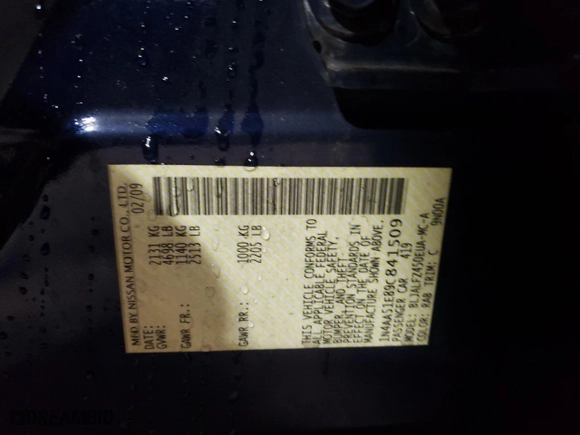 MFD BY NISSAN MOTOR CO.,LTD.
DATE: 02/09
GVWR: 2131 KG
4698 LB
GAWR FR.: 1140 KG
2513 LB
GAWR RR.: 1000 KG
2205 LB
THIS VEHICLE CONFORMS TO
ALL APPLICABLE FEDERAL
MOTOR VEHICLE SAFETY,
BUMPER, AND THEFT-
PREVENTION STANDARDS IN
EFFECT ON THE DATE OF
MANUFACTURE SHOWN ABOVE.
1N4AA51E89C841509
PASSENGER CAR 419
MODEL: BLJALF2450EUA-MC-A
COLOR: RAB TRIM: C 9N00A